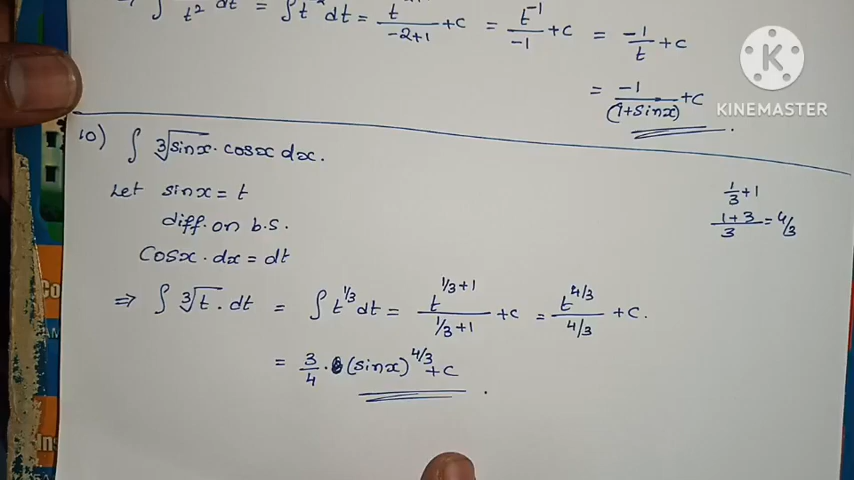 ∫ t² dt = ∫ t dt = t / -2+1 + c = t⁻¹ / -1 + c = -1 / t + c
= -1 / (1+sinx) + c
KINEMASTER
10) ∫ ∛sinx · cosx dx.
Let sinx = t
diff. on b.s.
cosx · dx = dt
1/3 + 1
1+3 / 3 = 4/3
⇒ ∫ ∛t · dt = ∫ t^1/3 dt = t^1/3+1 / 1/3+1 + c = t^4/3 / 4/3 + c.
= 3/4 · (sinx)^4/3 + c